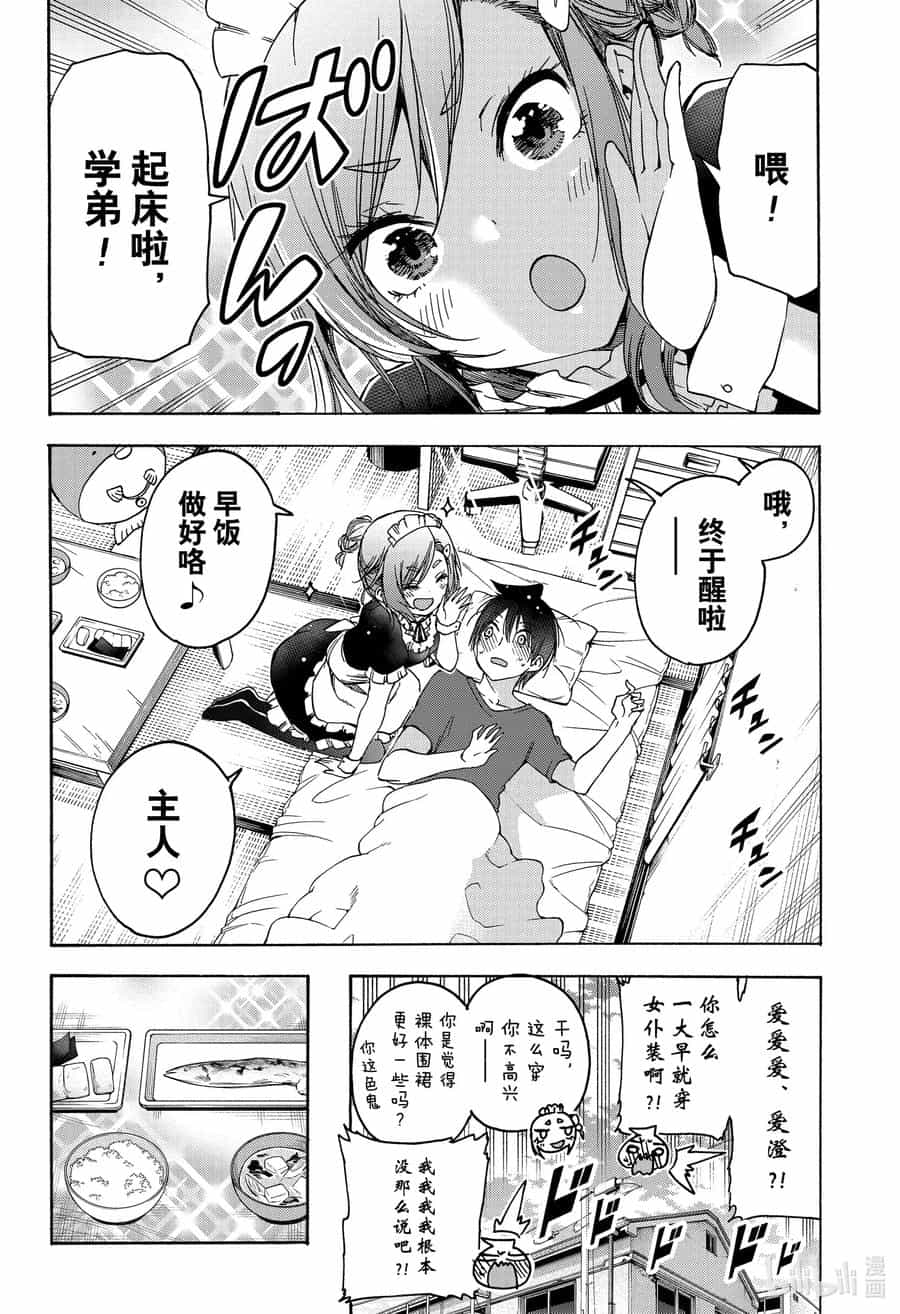 喂！
ばんっ
起床啦，
学弟！
哦，
终于醒啦
——
早饭
做好咯
♪
主人
♡
チュン
チュン
チュン
爱爱爱、爱澄?!
你怎么
一大早就穿
女仆装啊?!
干吗，
这么穿
你不高兴
啊——
你是觉得
裸体围裙
更好一些吗？
你这色鬼
我我我我根本
没那么说吧?!
ドドド
bilibili
漫画